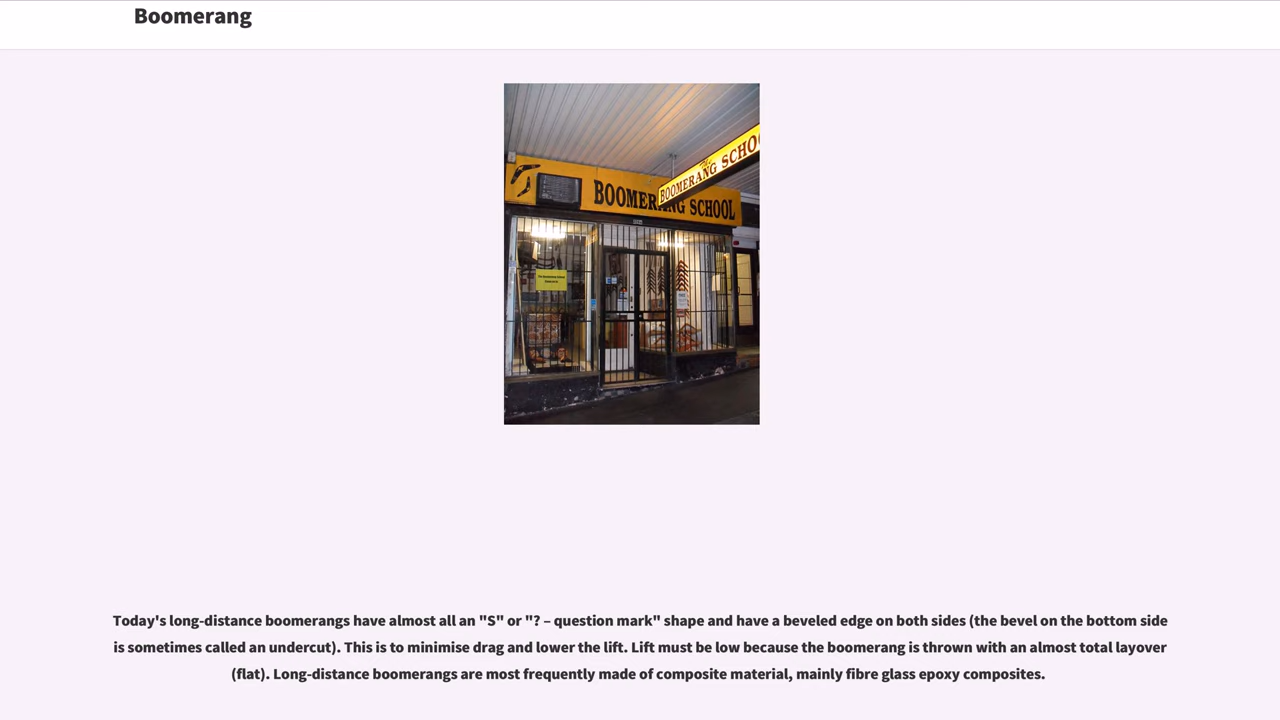 Boomerang
The
BOOMERANG SCHOO
BOOMERANG SCHOOL
Today's long-distance boomerangs have almost all an "S" or "? – question mark" shape and have a beveled edge on both sides (the bevel on the bottom side
is sometimes called an undercut). This is to minimise drag and lower the lift. Lift must be low because the boomerang is thrown with an almost total layover
(flat). Long-distance boomerangs are most frequently made of composite material, mainly fibre glass epoxy composites.